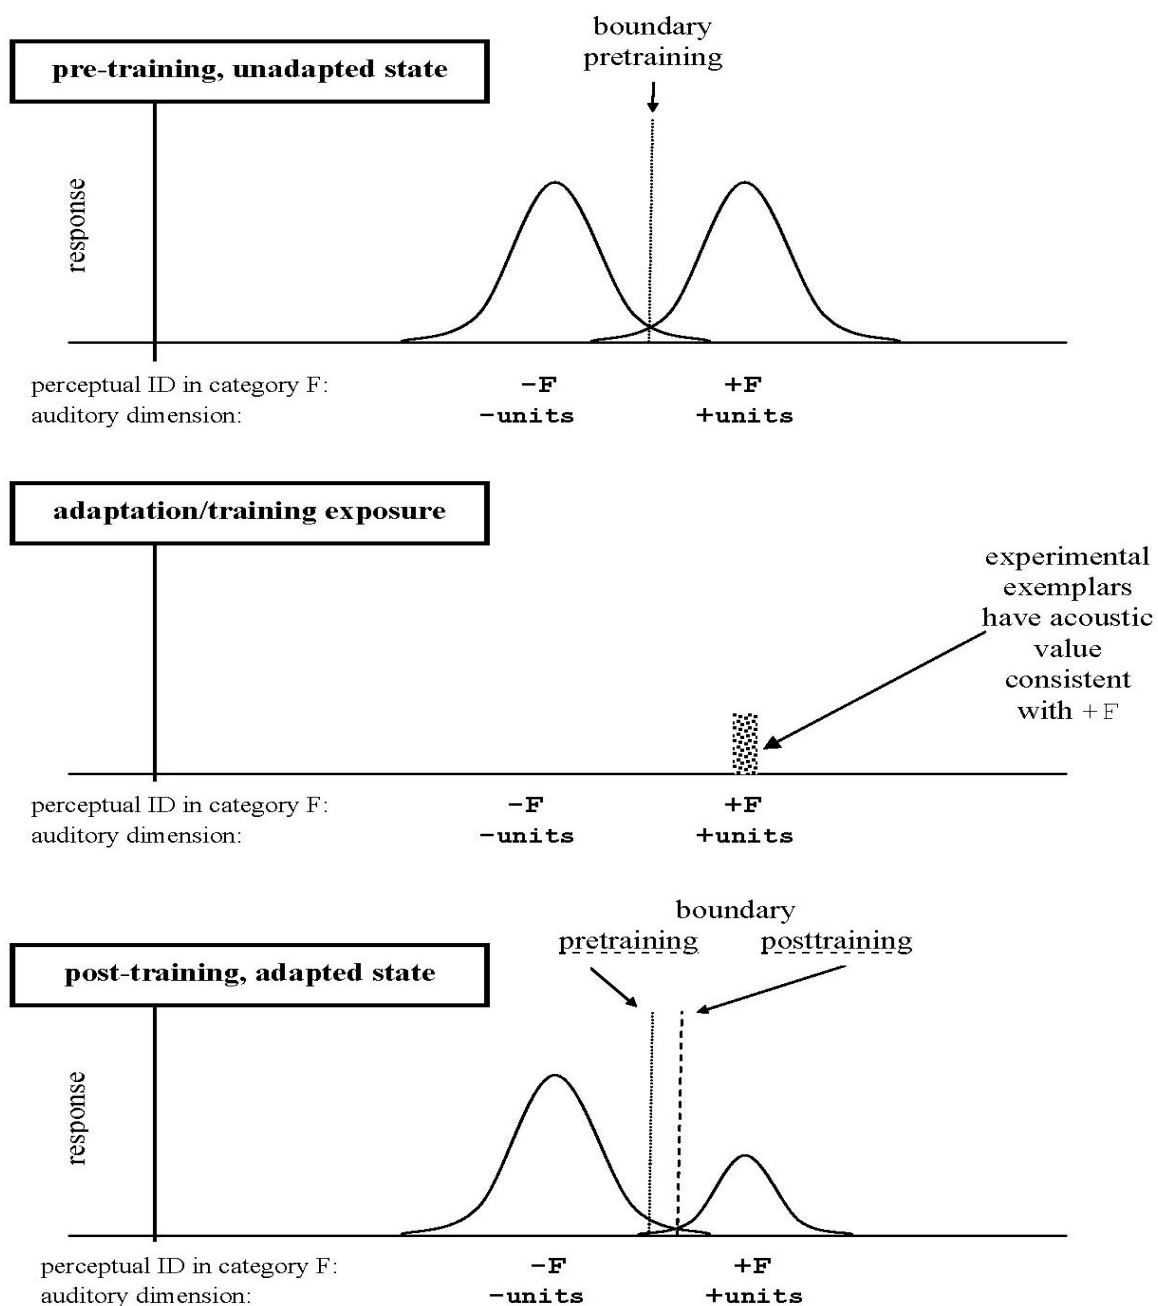 boundary
pretraining
pre-training, unadapted state
response
perceptual ID in category F:
−F
+F
auditory dimension:
−units
+units
adaptation/training exposure
experimental
exemplars
have acoustic
value
consistent
with +F
perceptual ID in category F:
−F
+F
auditory dimension:
−units
+units
boundary
pretraining
posttraining
post-training, adapted state
response
perceptual ID in category F:
−F
+F
auditory dimension:
−units
+units